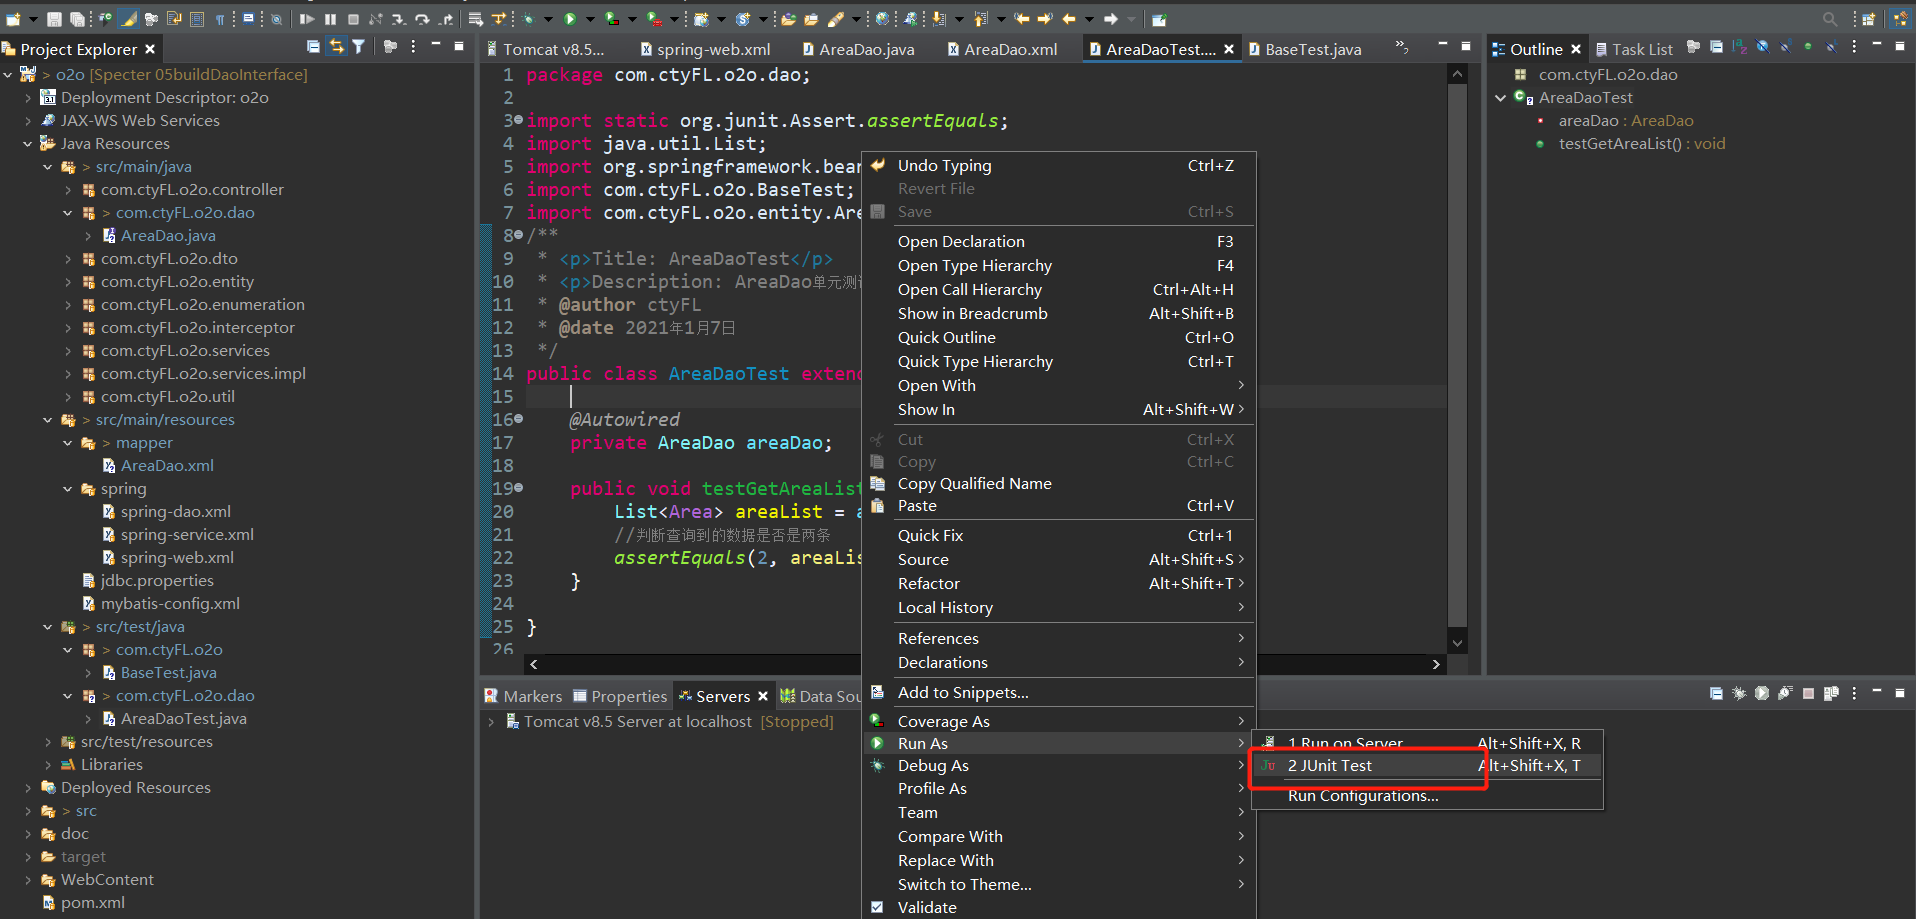 Project Explorer
Tomcat v8.5...
spring-web.xml
AreaDao.java
AreaDao.xml
AreaDaoTest....
BaseTest.java
Outline
Task List
> o2o [Specter 05buildDaoInterface]
Deployment Descriptor: o2o
JAX-WS Web Services
Java Resources
> src/main/java
com.ctyFL.o2o.controller
> com.ctyFL.o2o.dao
AreaDao.java
com.ctyFL.o2o.dto
com.ctyFL.o2o.entity
com.ctyFL.o2o.enumeration
com.ctyFL.o2o.interceptor
com.ctyFL.o2o.services
com.ctyFL.o2o.services.impl
com.ctyFL.o2o.util
> src/main/resources
> mapper
AreaDao.xml
spring
spring-dao.xml
spring-service.xml
spring-web.xml
jdbc.properties
mybatis-config.xml
> src/test/java
> com.ctyFL.o2o
BaseTest.java
> com.ctyFL.o2o.dao
AreaDaoTest.java
src/test/resources
Libraries
Deployed Resources
> src
doc
target
WebContent
pom.xml
1 package com.ctyFL.o2o.dao;
2
3 import static org.junit.Assert.assertEquals;
4 import java.util.List;
5 import org.springframework.bear
6 import com.ctyFL.o2o.BaseTest;
7 import com.ctyFL.o2o.entity.Are
8 /**
9 * <p>Title: AreaDaoTest</p>
10 * <p>Description: AreaDao单元测
11 * @author ctyFL
12 * @date 2021年1月7日
13 */
14 public class AreaDaoTest extend
15
16 @Autowired
17 private AreaDao areaDao;
18
19 public void testGetAreaList
20 List<Area> areaList = a
21 //判断查询到的数据是否是两条
22 assertEquals(2, areaLis
23 }
24
25 }
26
Undo Typing Ctrl+Z
Revert File
Save Ctrl+S
Open Declaration F3
Open Type Hierarchy F4
Open Call Hierarchy Ctrl+Alt+H
Show in Breadcrumb Alt+Shift+B
Quick Outline Ctrl+O
Quick Type Hierarchy Ctrl+T
Open With
Show In Alt+Shift+W
Cut Ctrl+X
Copy Ctrl+C
Copy Qualified Name
Paste Ctrl+V
Quick Fix Ctrl+1
Source Alt+Shift+S
Refactor Alt+Shift+T
Local History
References
Declarations
Add to Snippets...
Coverage As
Run As
Debug As
Profile As
Team
Compare With
Replace With
Switch to Theme...
Validate
1 Run on Server Alt+Shift+X, R
2 JUnit Test Alt+Shift+X, T
Run Configurations...
com.ctyFL.o2o.dao
AreaDaoTest
areaDao : AreaDao
testGetAreaList() : void
Markers
Properties
Servers
Data Sou
Tomcat v8.5 Server at localhost [Stopped]